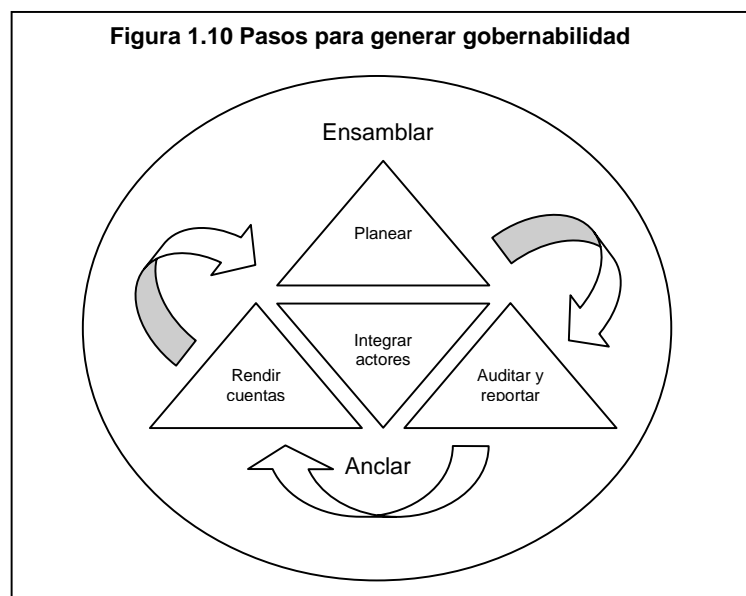 Figura 1.10 Pasos para generar gobernabilidad
Ensamblar
Planear
Integrar
actores
Rendir
cuentas
Auditar y
reportar
Anclar